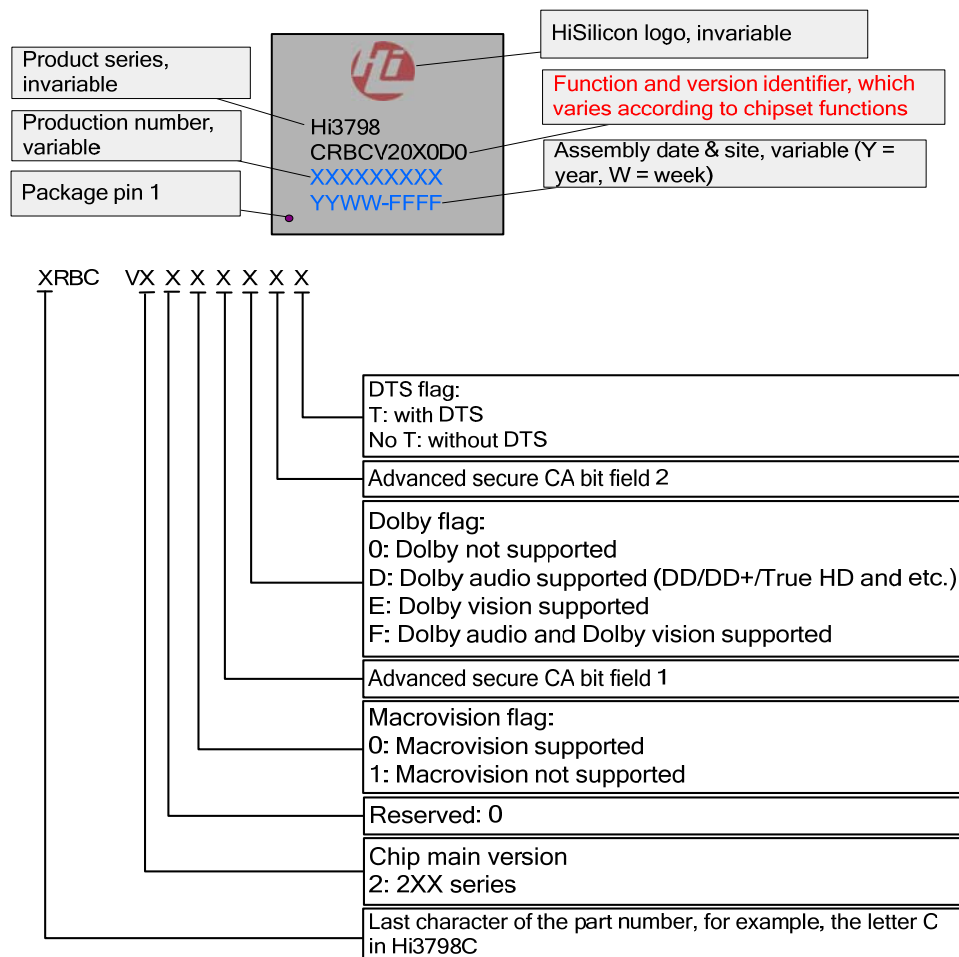 HiSilicon logo, invariable
Product series,
invariable
Hi
Function and version identifier, which
varies according to chipset functions
Production number,
variable
Hi3798
CRBCV20X0D0
XXXXXXXXX
YYWW-FFFF
Assembly date & site, variable (Y =
year, W = week)
Package pin 1
XRBC VX X X X X X X
DTS flag:
T: with DTS
No T: without DTS
Advanced secure CA bit field 2
Dolby flag:
0: Dolby not supported
D: Dolby audio supported (DD/DD+/True HD and etc.)
E: Dolby vision supported
F: Dolby audio and Dolby vision supported
Advanced secure CA bit field 1
Macrovision flag:
0: Macrovision supported
1: Macrovision not supported
Reserved: 0
Chip main version
2: 2XX series
Last character of the part number, for example, the letter C
in Hi3798C